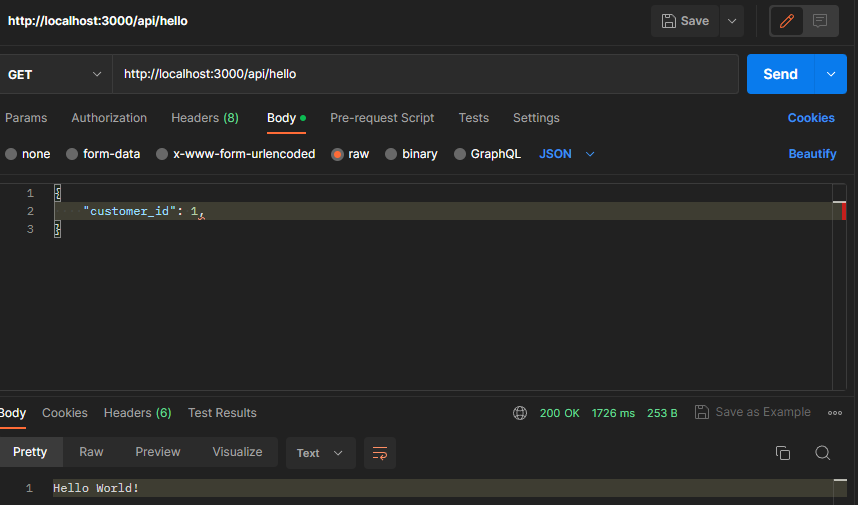 http://localhost:3000/api/hello Save
GET http://localhost:3000/api/hello Send
Params Authorization Headers (8) Body Pre-request Script Tests Settings Cookies
none form-data x-www-form-urlencoded raw binary GraphQL JSON Beautify
1 {
2 "customer_id": 1,
3 }
Body Cookies Headers (6) Test Results 200 OK 1726 ms 253 B Save as Example
Pretty Raw Preview Visualize Text
1 Hello World!